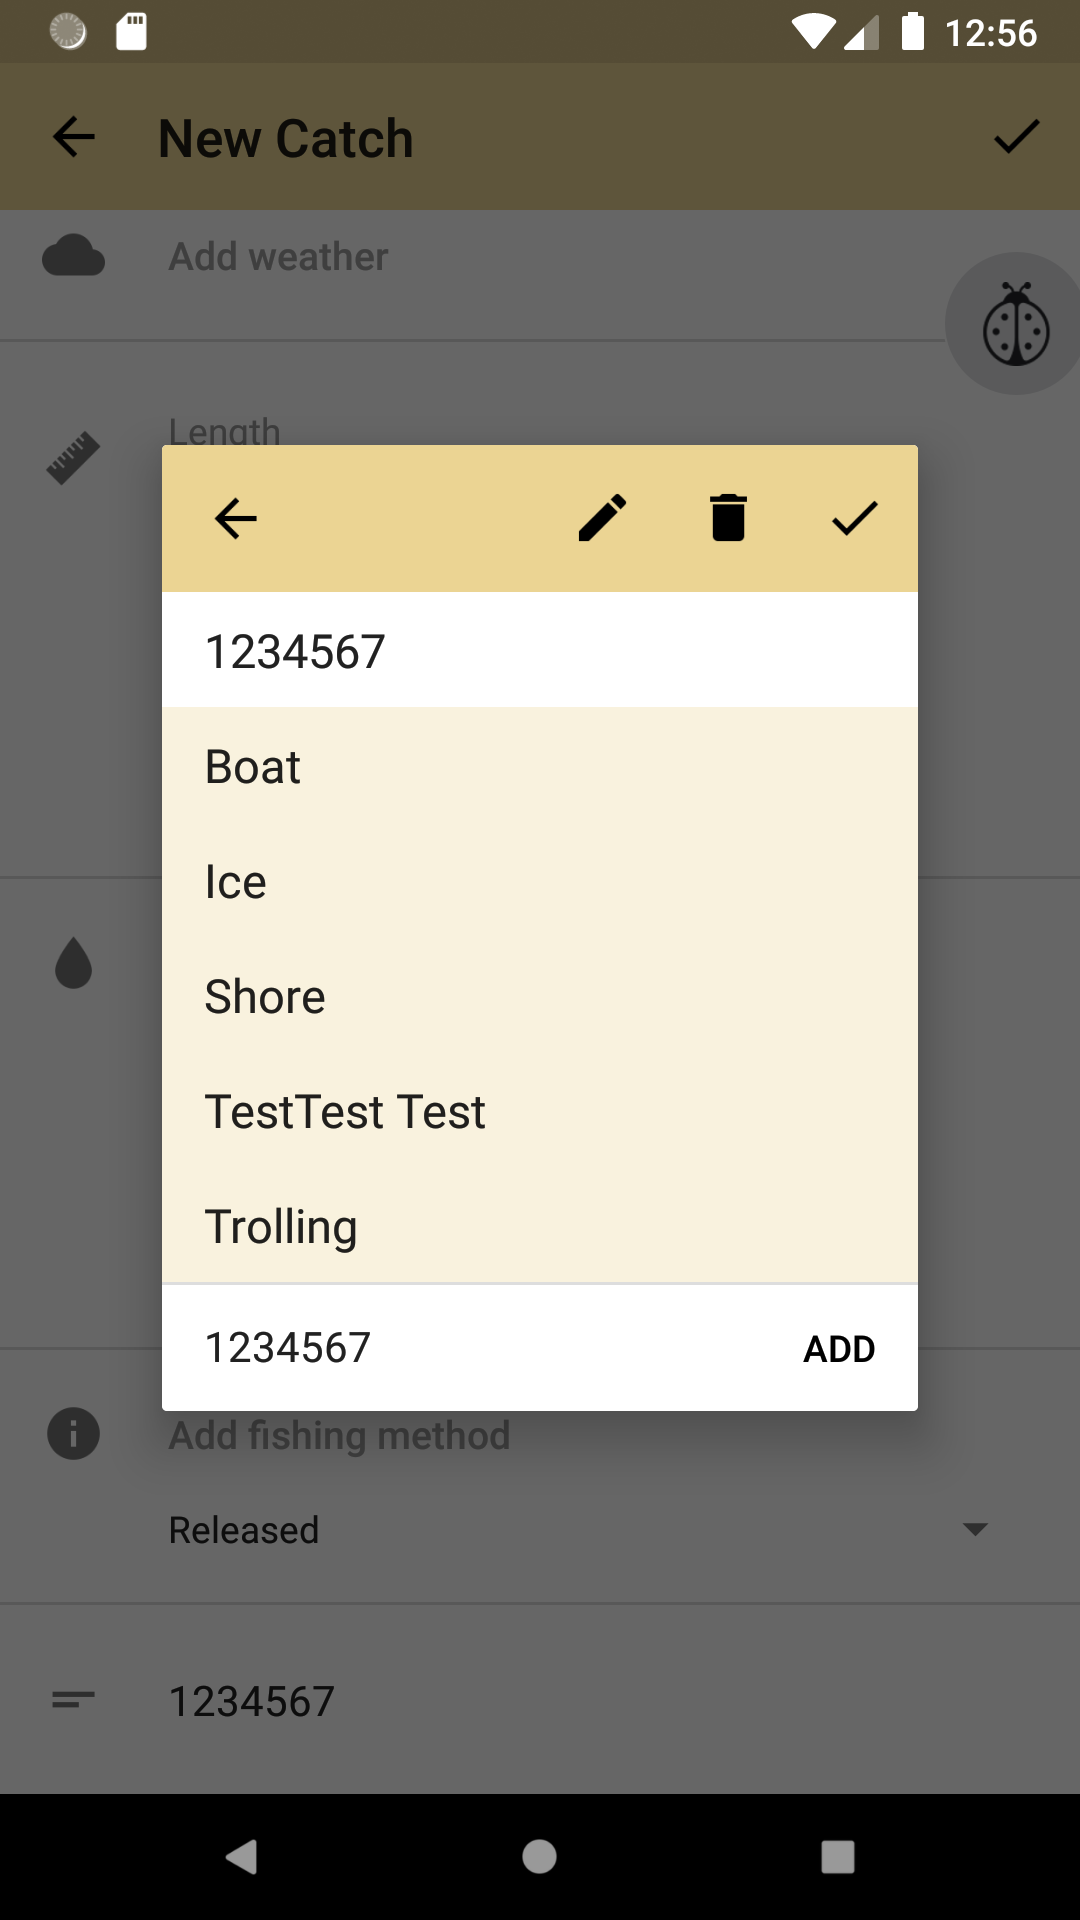 12:56
New Catch
Add weather
Length
1234567
Boat
Ice
Shore
TestTest Test
Trolling
1234567
ADD
Add fishing method
Released
1234567